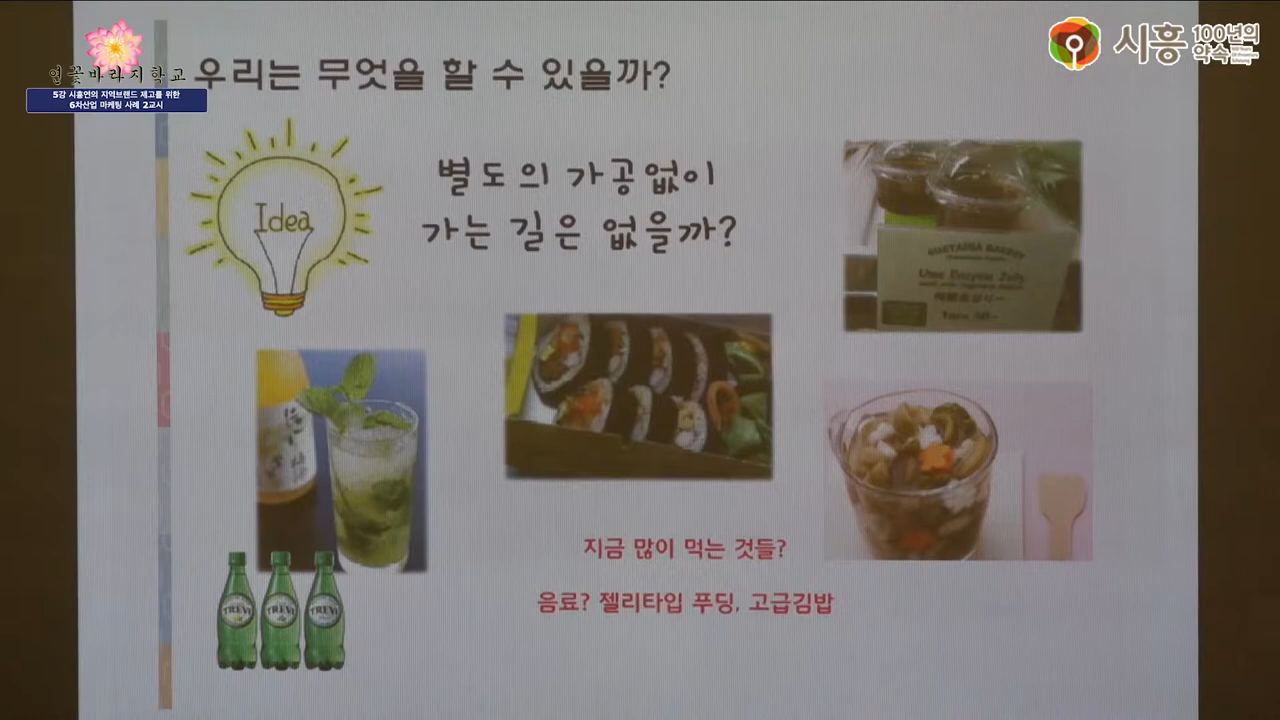 연꽃바라지학교
5강 시흥연의 지역브랜드 제고를 위한
6차산업 마케팅 사례 2교시
시흥 100년의
약속
우리는 무엇을 할 수 있을까?
Idea
별도의 가공없이
가는 길은 없을까?
Ume Enzyme Jelly
TREVI TREVI TREVI
지금 많이 먹는 것들?
음료? 젤리타입 푸딩, 고급김밥